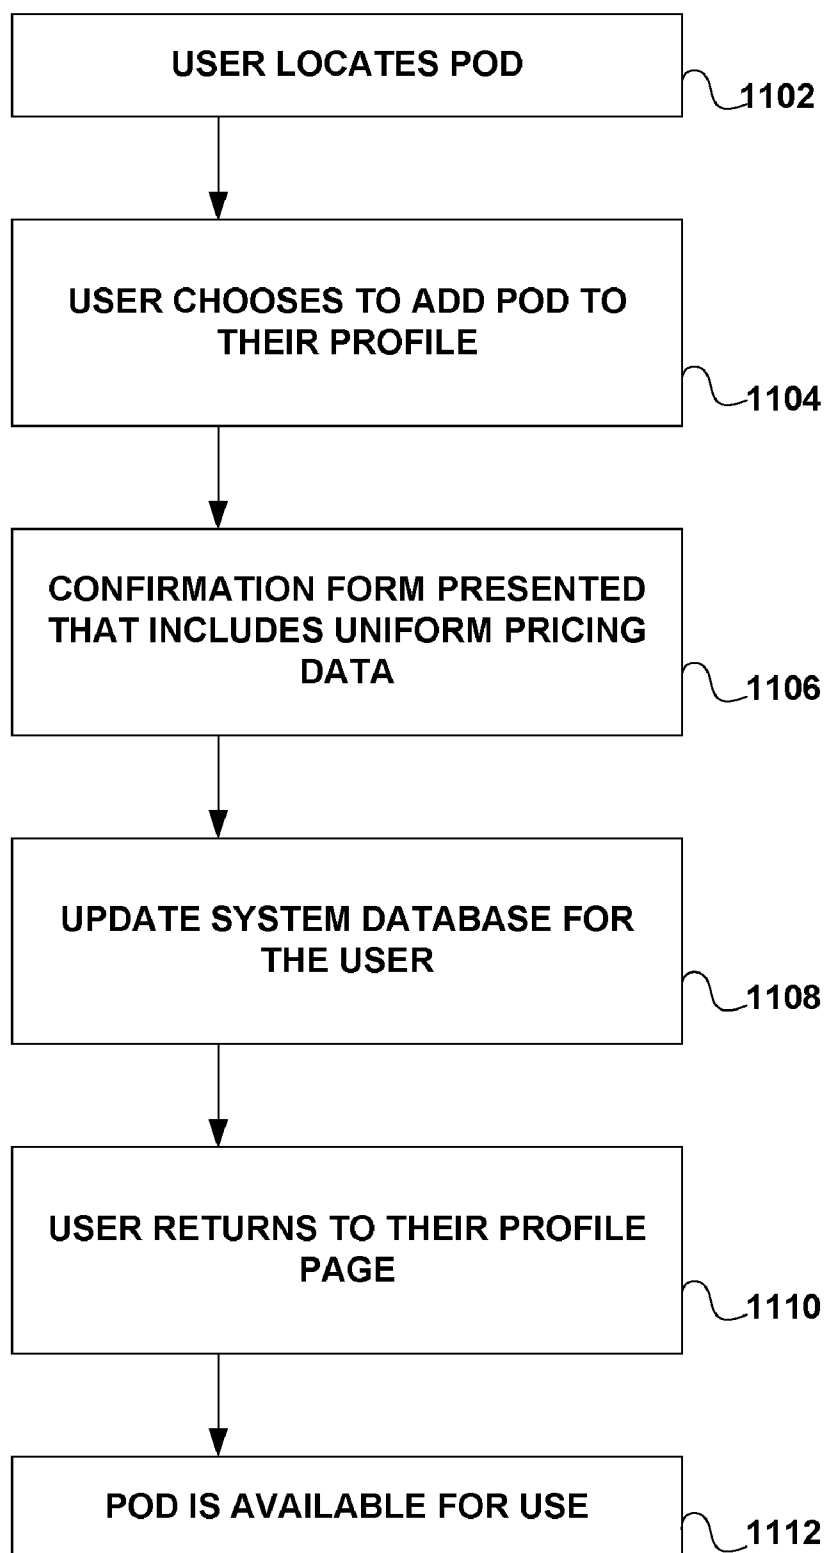 USER LOCATES POD
1102
USER CHOOSES TO ADD POD TO
THEIR PROFILE
1104
CONFIRMATION FORM PRESENTED
THAT INCLUDES UNIFORM PRICING
DATA
1106
UPDATE SYSTEM DATABASE FOR
THE USER
1108
USER RETURNS TO THEIR PROFILE
PAGE
1110
POD IS AVAILABLE FOR USE
1112